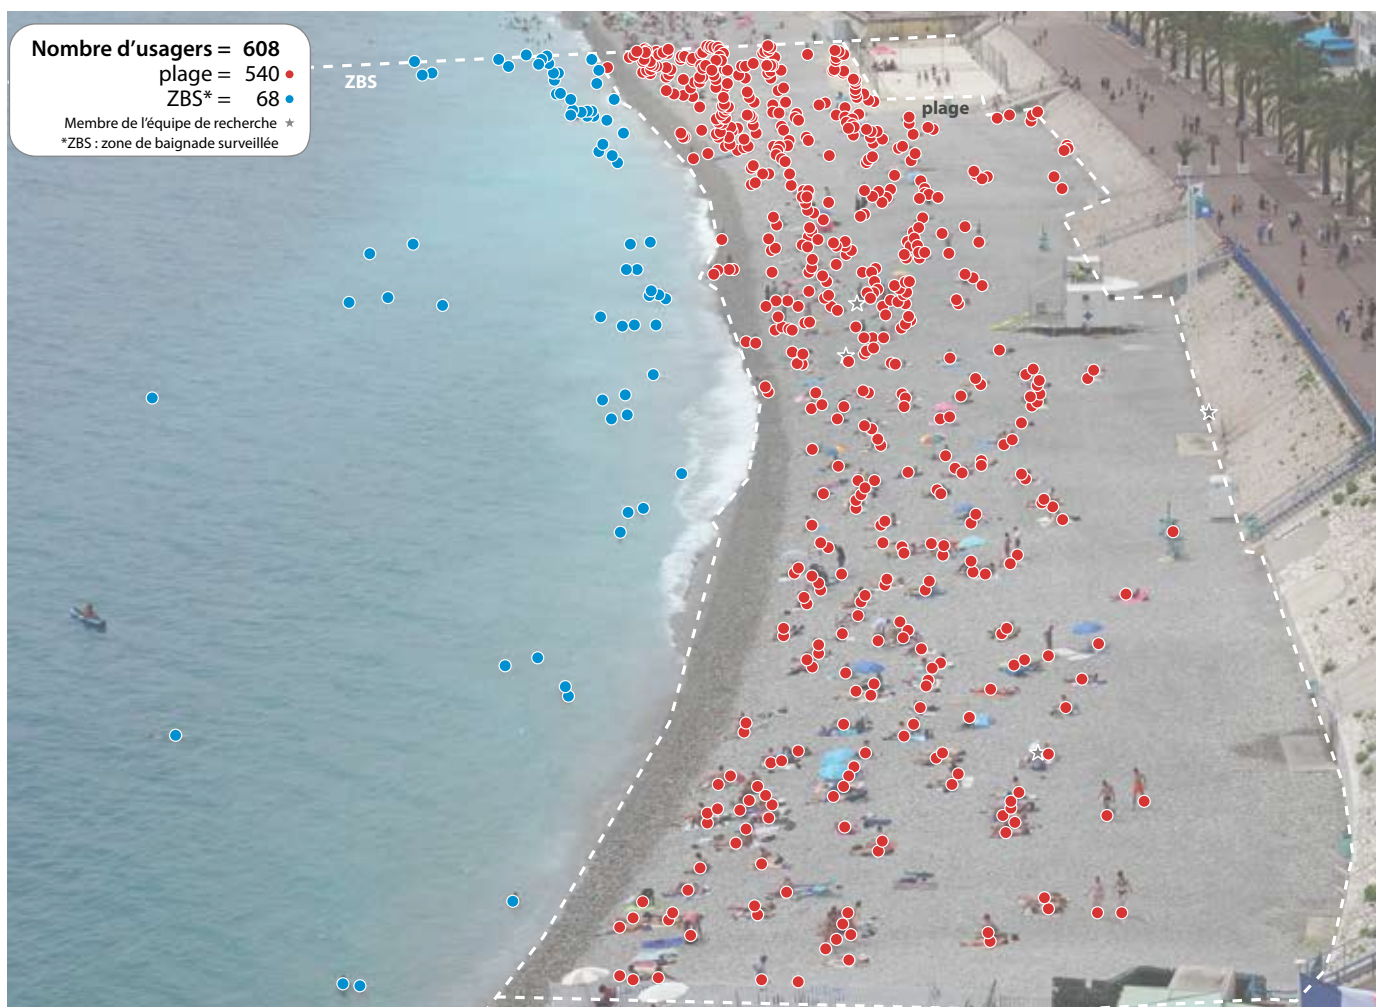 Nombre d'usagers = 608
plage = 540
ZBS* = 68
Membre de l'équipe de recherche
*ZBS : zone de baignade surveillée
ZBS
plage